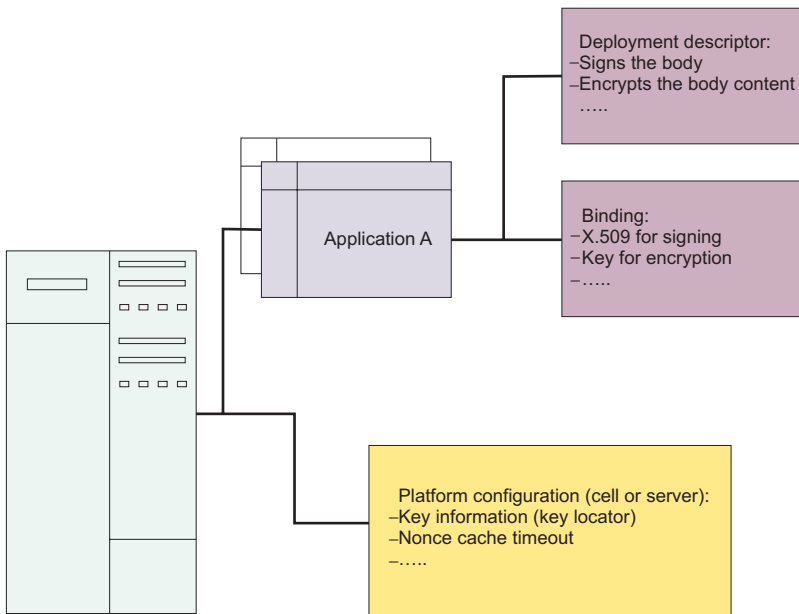 Deployment descriptor:
–Signs the body
–Encrypts the body content
…..
Application A
Binding:
–X.509 for signing
–Key for encryption
–…..
Platform configuration (cell or server):
–Key information (key locator)
–Nonce cache timeout
–…..